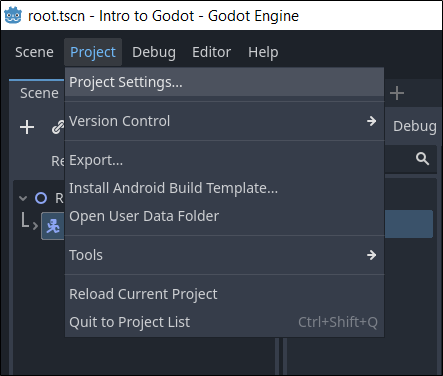 root.tscn - Intro to Godot - Godot Engine
Scene Project Debug Editor Help
Scene
Project Settings...
Version Control
Debug
Export...
Install Android Build Template...
Open User Data Folder
Tools
Reload Current Project
Quit to Project List Ctrl+Shift+Q